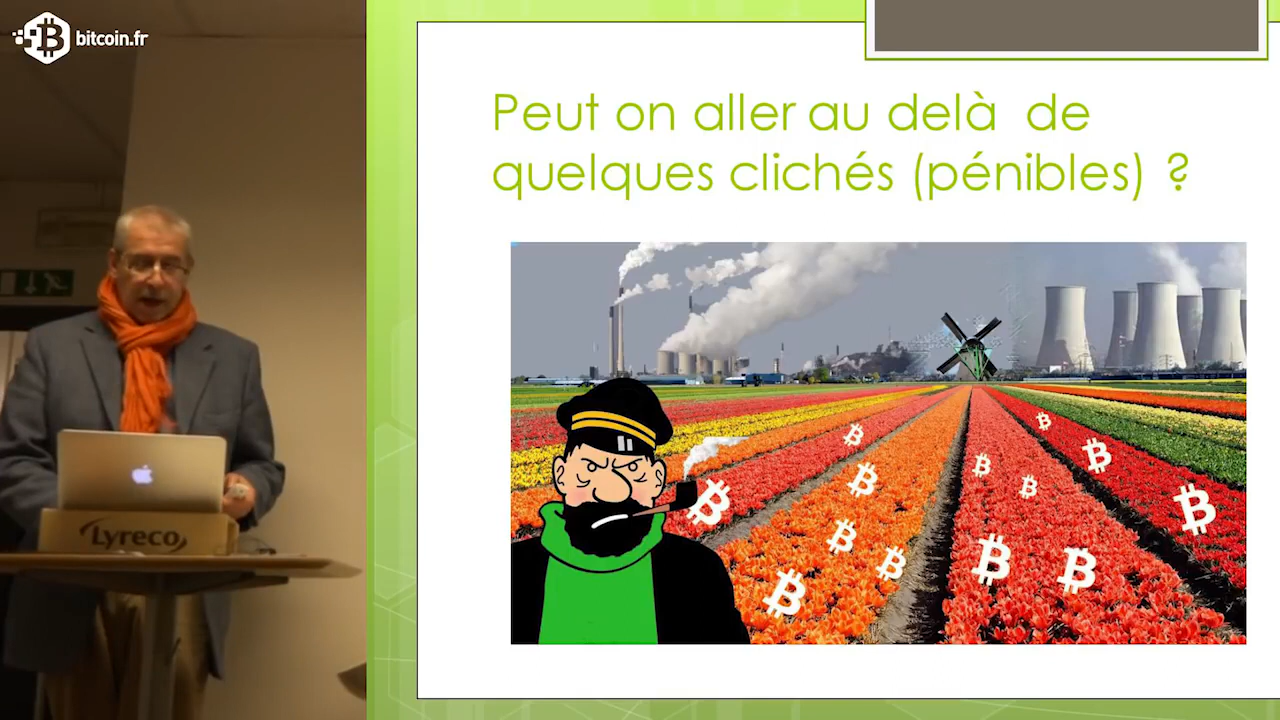 bitcoin.fr
Peut on aller au delà de
quelques clichés (pénibles) ?
Lyreco